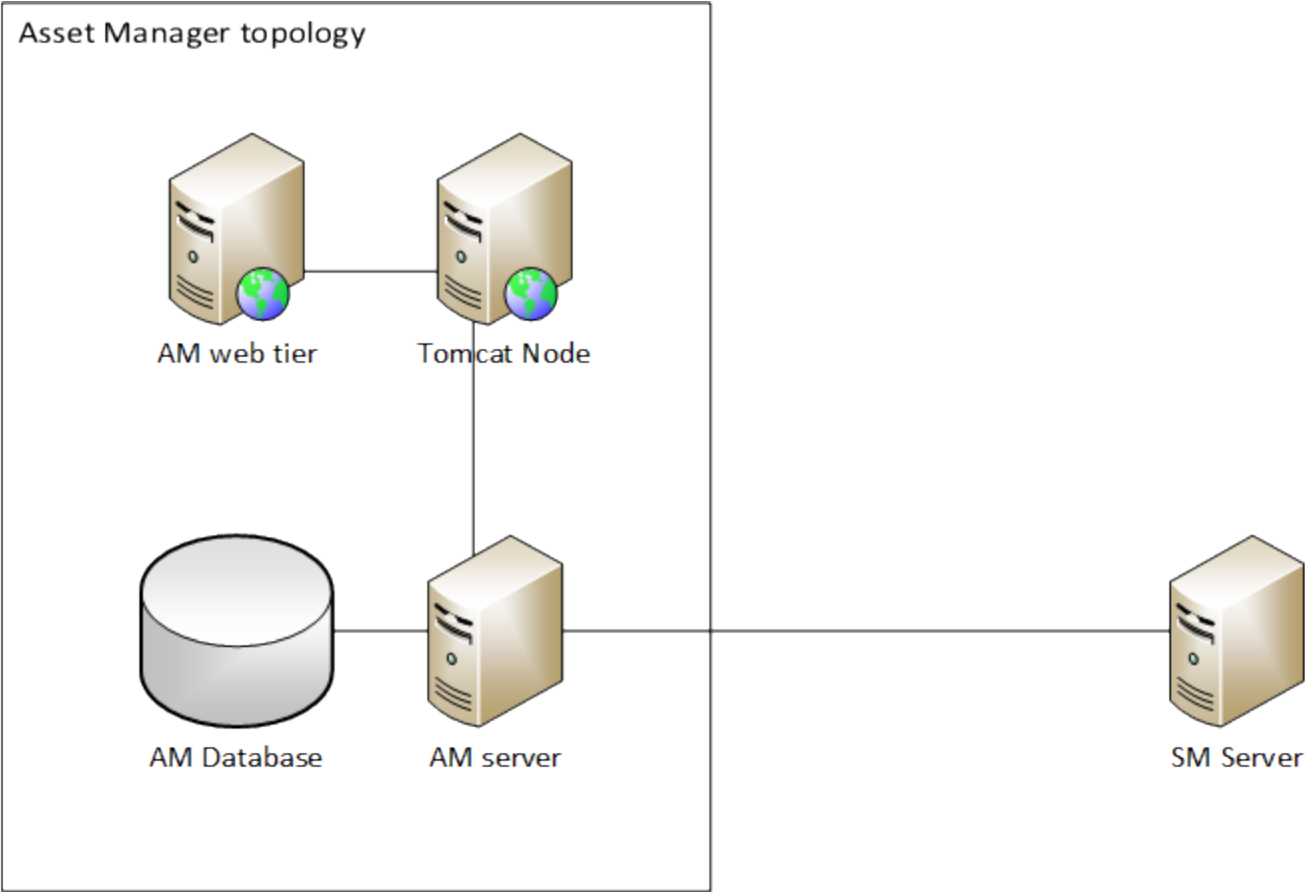 Asset Manager topology
AM web tier
Tomcat Node
AM Database
AM server
SM Server